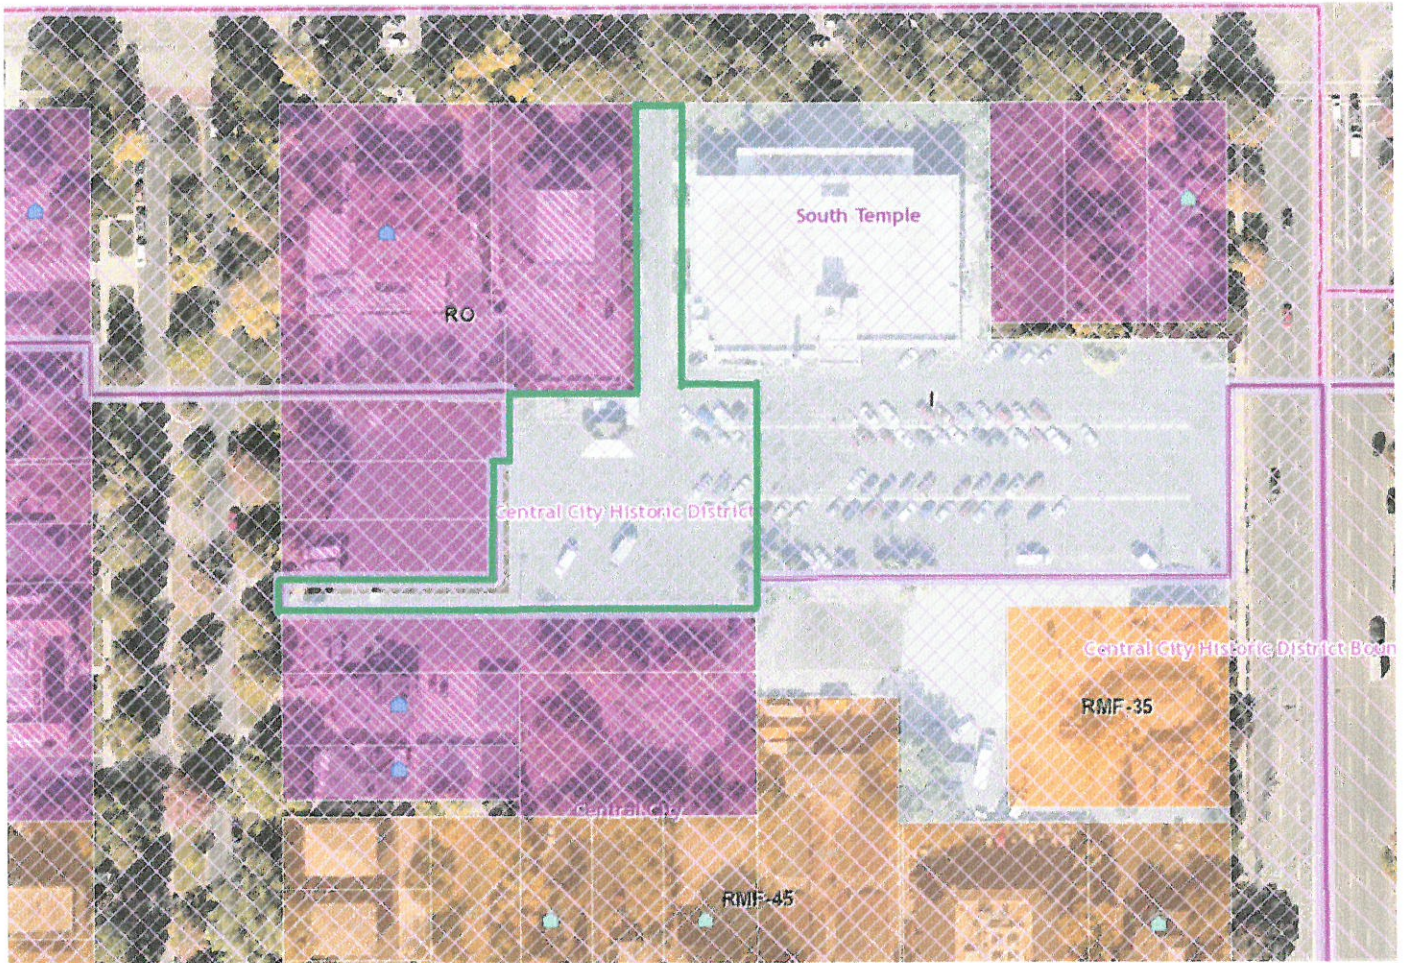 South Temple
RO
I
Central City Historic District
Central City Historic District Boun
RMF-35
Central City
RMF-45